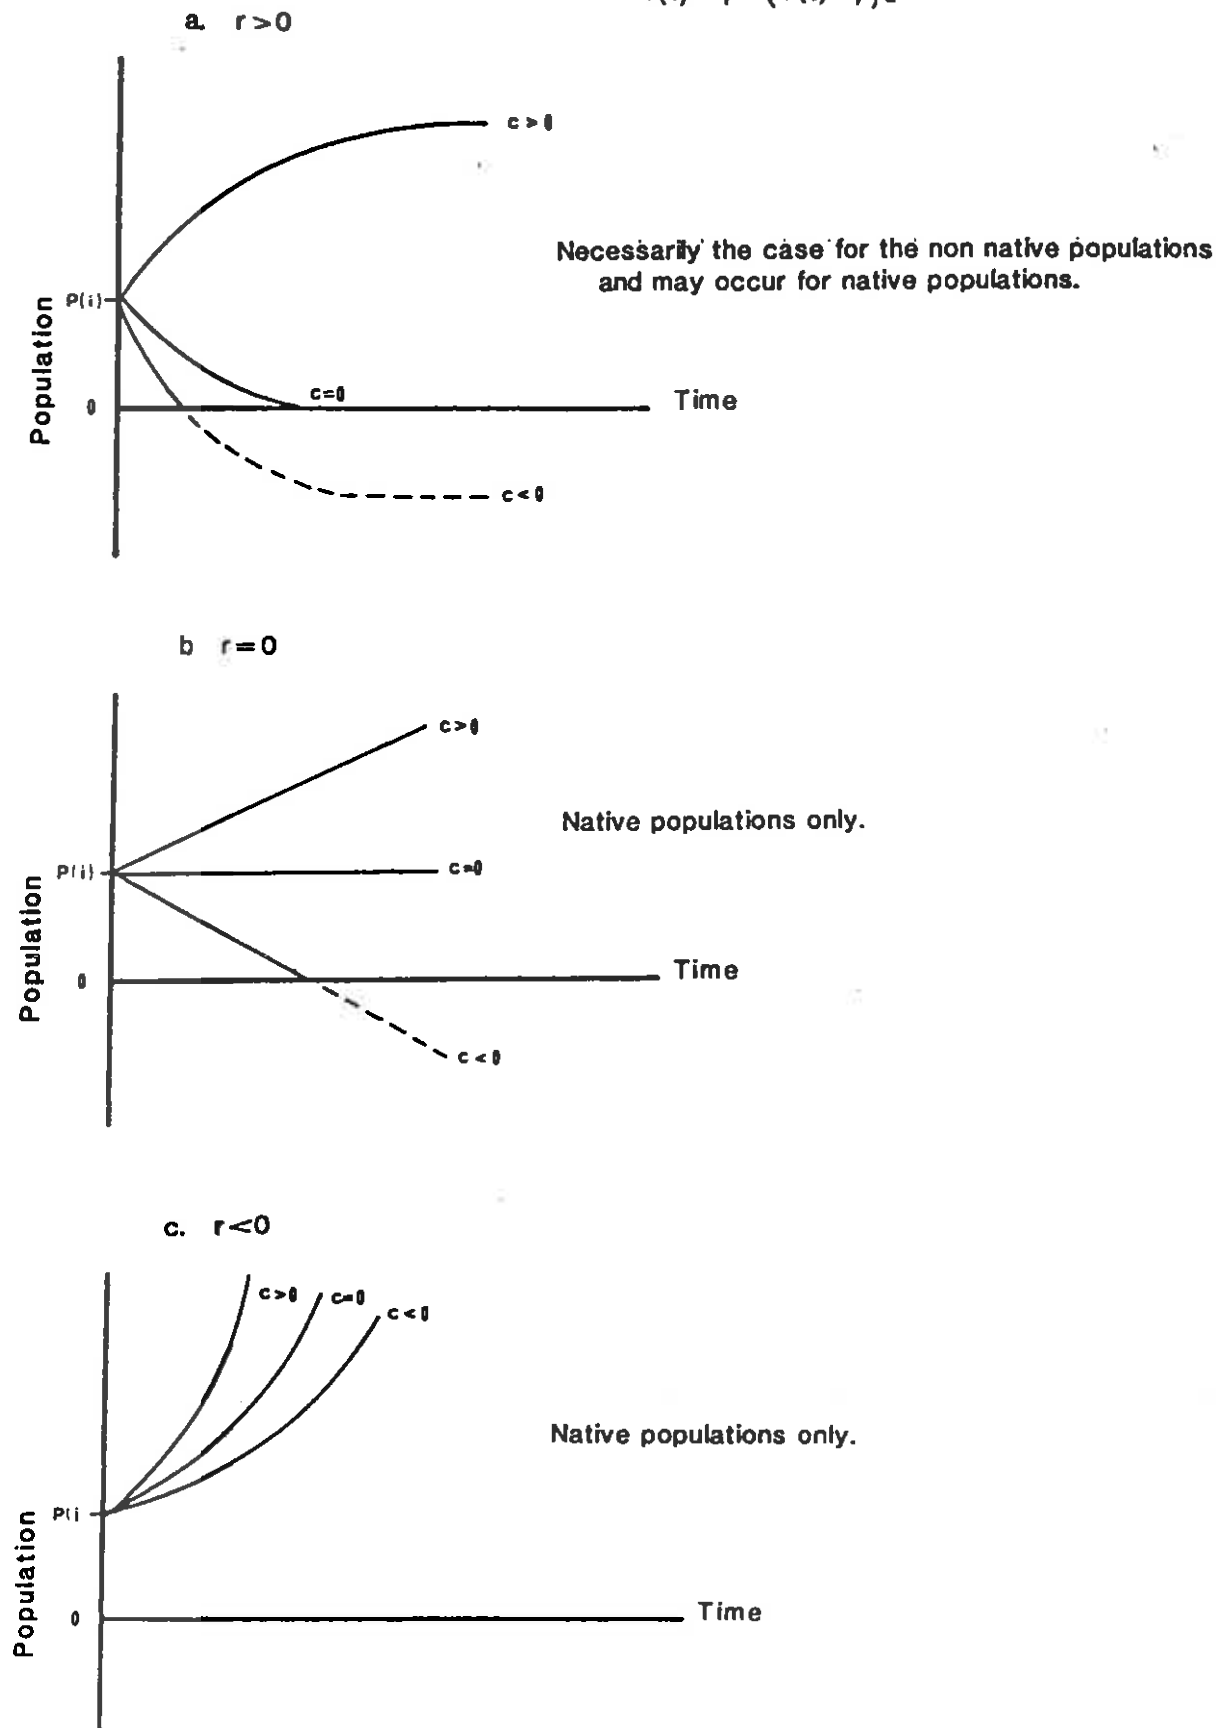 a. r>0
c > 0
Necessarily the case for the non native populations
and may occur for native populations.
P(i)
Population
c=0
0
Time
c<0
b r=0
c>0
Native populations only.
P(i)
c=0
Population
0
Time
c<0
c. r<0
c>0
c=0
c<0
Native populations only.
P(i
Population
0
Time